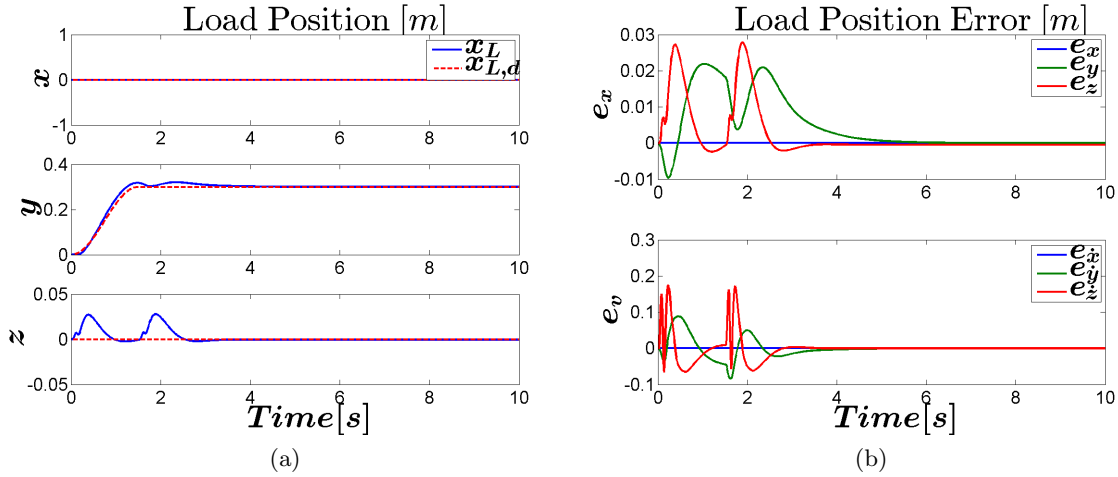 Load Position [m]
1
0
-1
x
x_L
x_{L,d}
0 2 4 6 8 10
0.4
0.2
0
y
0 2 4 6 8 10
0.05
0
-0.05
z
0 2 4 6 8 10
Time[s]
(a)
Load Position Error [m]
0.03
0.02
0.01
0
-0.01
e_x
e_x
e_y
e_z
0 2 4 6 8 10
0.3
0.2
0.1
0
-0.1
e_v
e_ẋ
e_ẏ
e_ż
0 2 4 6 8 10
Time[s]
(b)